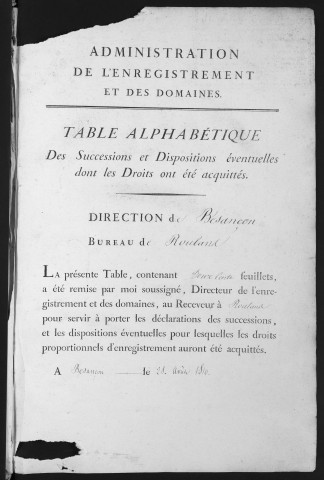 ADMINISTRATION
DE L'ENREGISTREMENT
ET DES DOMAINES.
TABLE ALPHABÉTIQUE
Des Successions et Dispositions éventuelles
dont les Droits ont été acquittés.
DIRECTION de Besançon
BUREAU de Roulans
LA présente Table, contenant feuillets,
a été remise par moi soussigné, Directeur de l'enre-
gistrement et des domaines, au Receveur à Roulans
pour servir à porter les déclarations des successions,
et les dispositions éventuelles pour lesquelles les droits
proportionnels d'enregistrement auront été acquittés.
A Besançon le 28